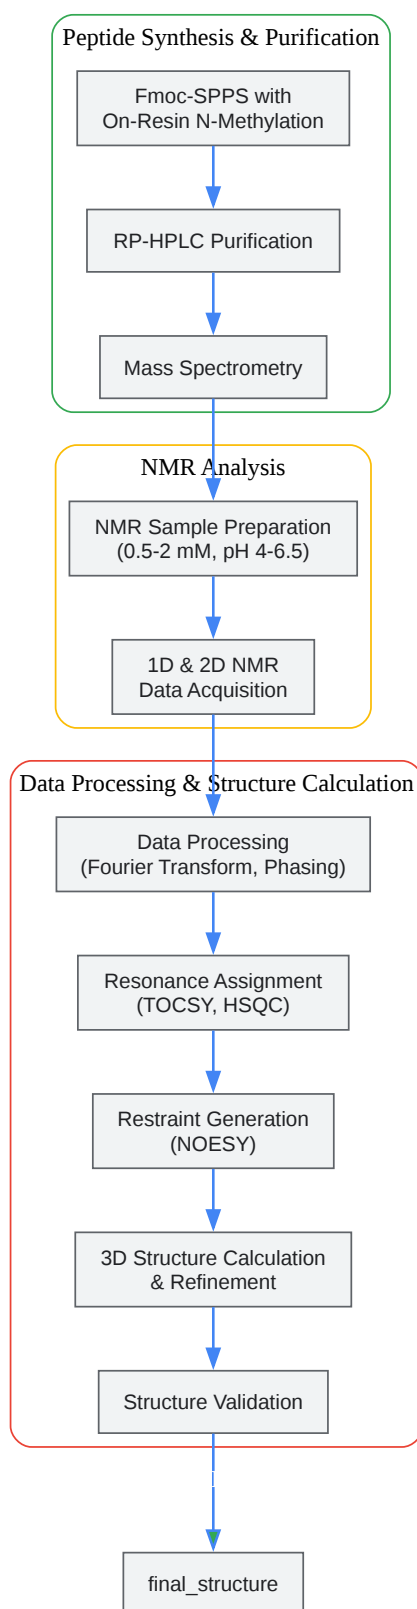 Peptide Synthesis & Purification
Fmoc-SPPS with
On-Resin N-Methylation
RP-HPLC Purification
Mass Spectrometry
NMR Analysis
NMR Sample Preparation
(0.5-2 mM, pH 4-6.5)
1D & 2D NMR
Data Acquisition
Data Processing & Structure Calculation
Data Processing
(Fourier Transform, Phasing)
Resonance Assignment
(TOCSY, HSQC)
Restraint Generation
(NOESY)
3D Structure Calculation
& Refinement
Structure Validation
final_structure